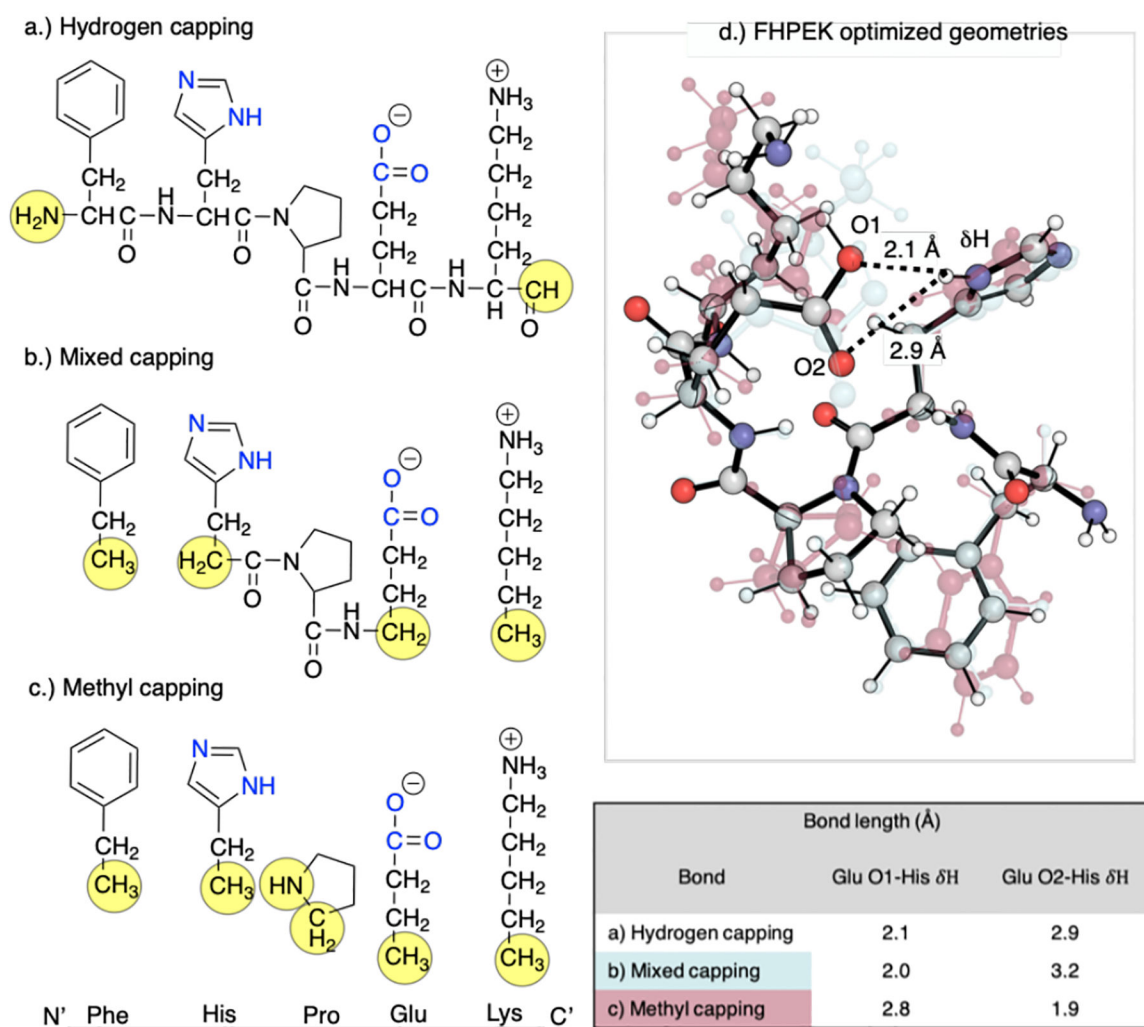 a.) Hydrogen capping
N
NH
⊕
NH₃
CH₂
O ⊖
C=O
CH₂
CH₂
CH₂
CH₂
CH₂
CH₂
CH₂
CH₂
H₂N
CHC
O
H
N
CHC
O
N
O
H
N
CHC
O
H
N
C
H
CH
O
b.) Mixed capping
N
NH
⊕
NH₃
CH₂
O ⊖
C=O
CH₂
CH₂
CH₂
CH₂
CH₂
CH₂
CH₂
CH₃
H₂C
C
O
N
O
H
N
CH₂
CH₃
c.) Methyl capping
N
NH
⊕
NH₃
CH₂
O ⊖
C=O
CH₂
CH₂
CH₂
CH₂
CH₂
CH₂
CH₂
CH₃
CH₃
HN
C
H₂
CH₃
CH₃
N' Phe His Pro Glu Lys C'
d.) FHPEK optimized geometries
O1
2.1 Å
δH
O2
2.9 Å
Bond length (Å)
Bond Glu O1-His δH Glu O2-His δH
a) Hydrogen capping 2.1 2.9
b) Mixed capping 2.0 3.2
c) Methyl capping 2.8 1.9